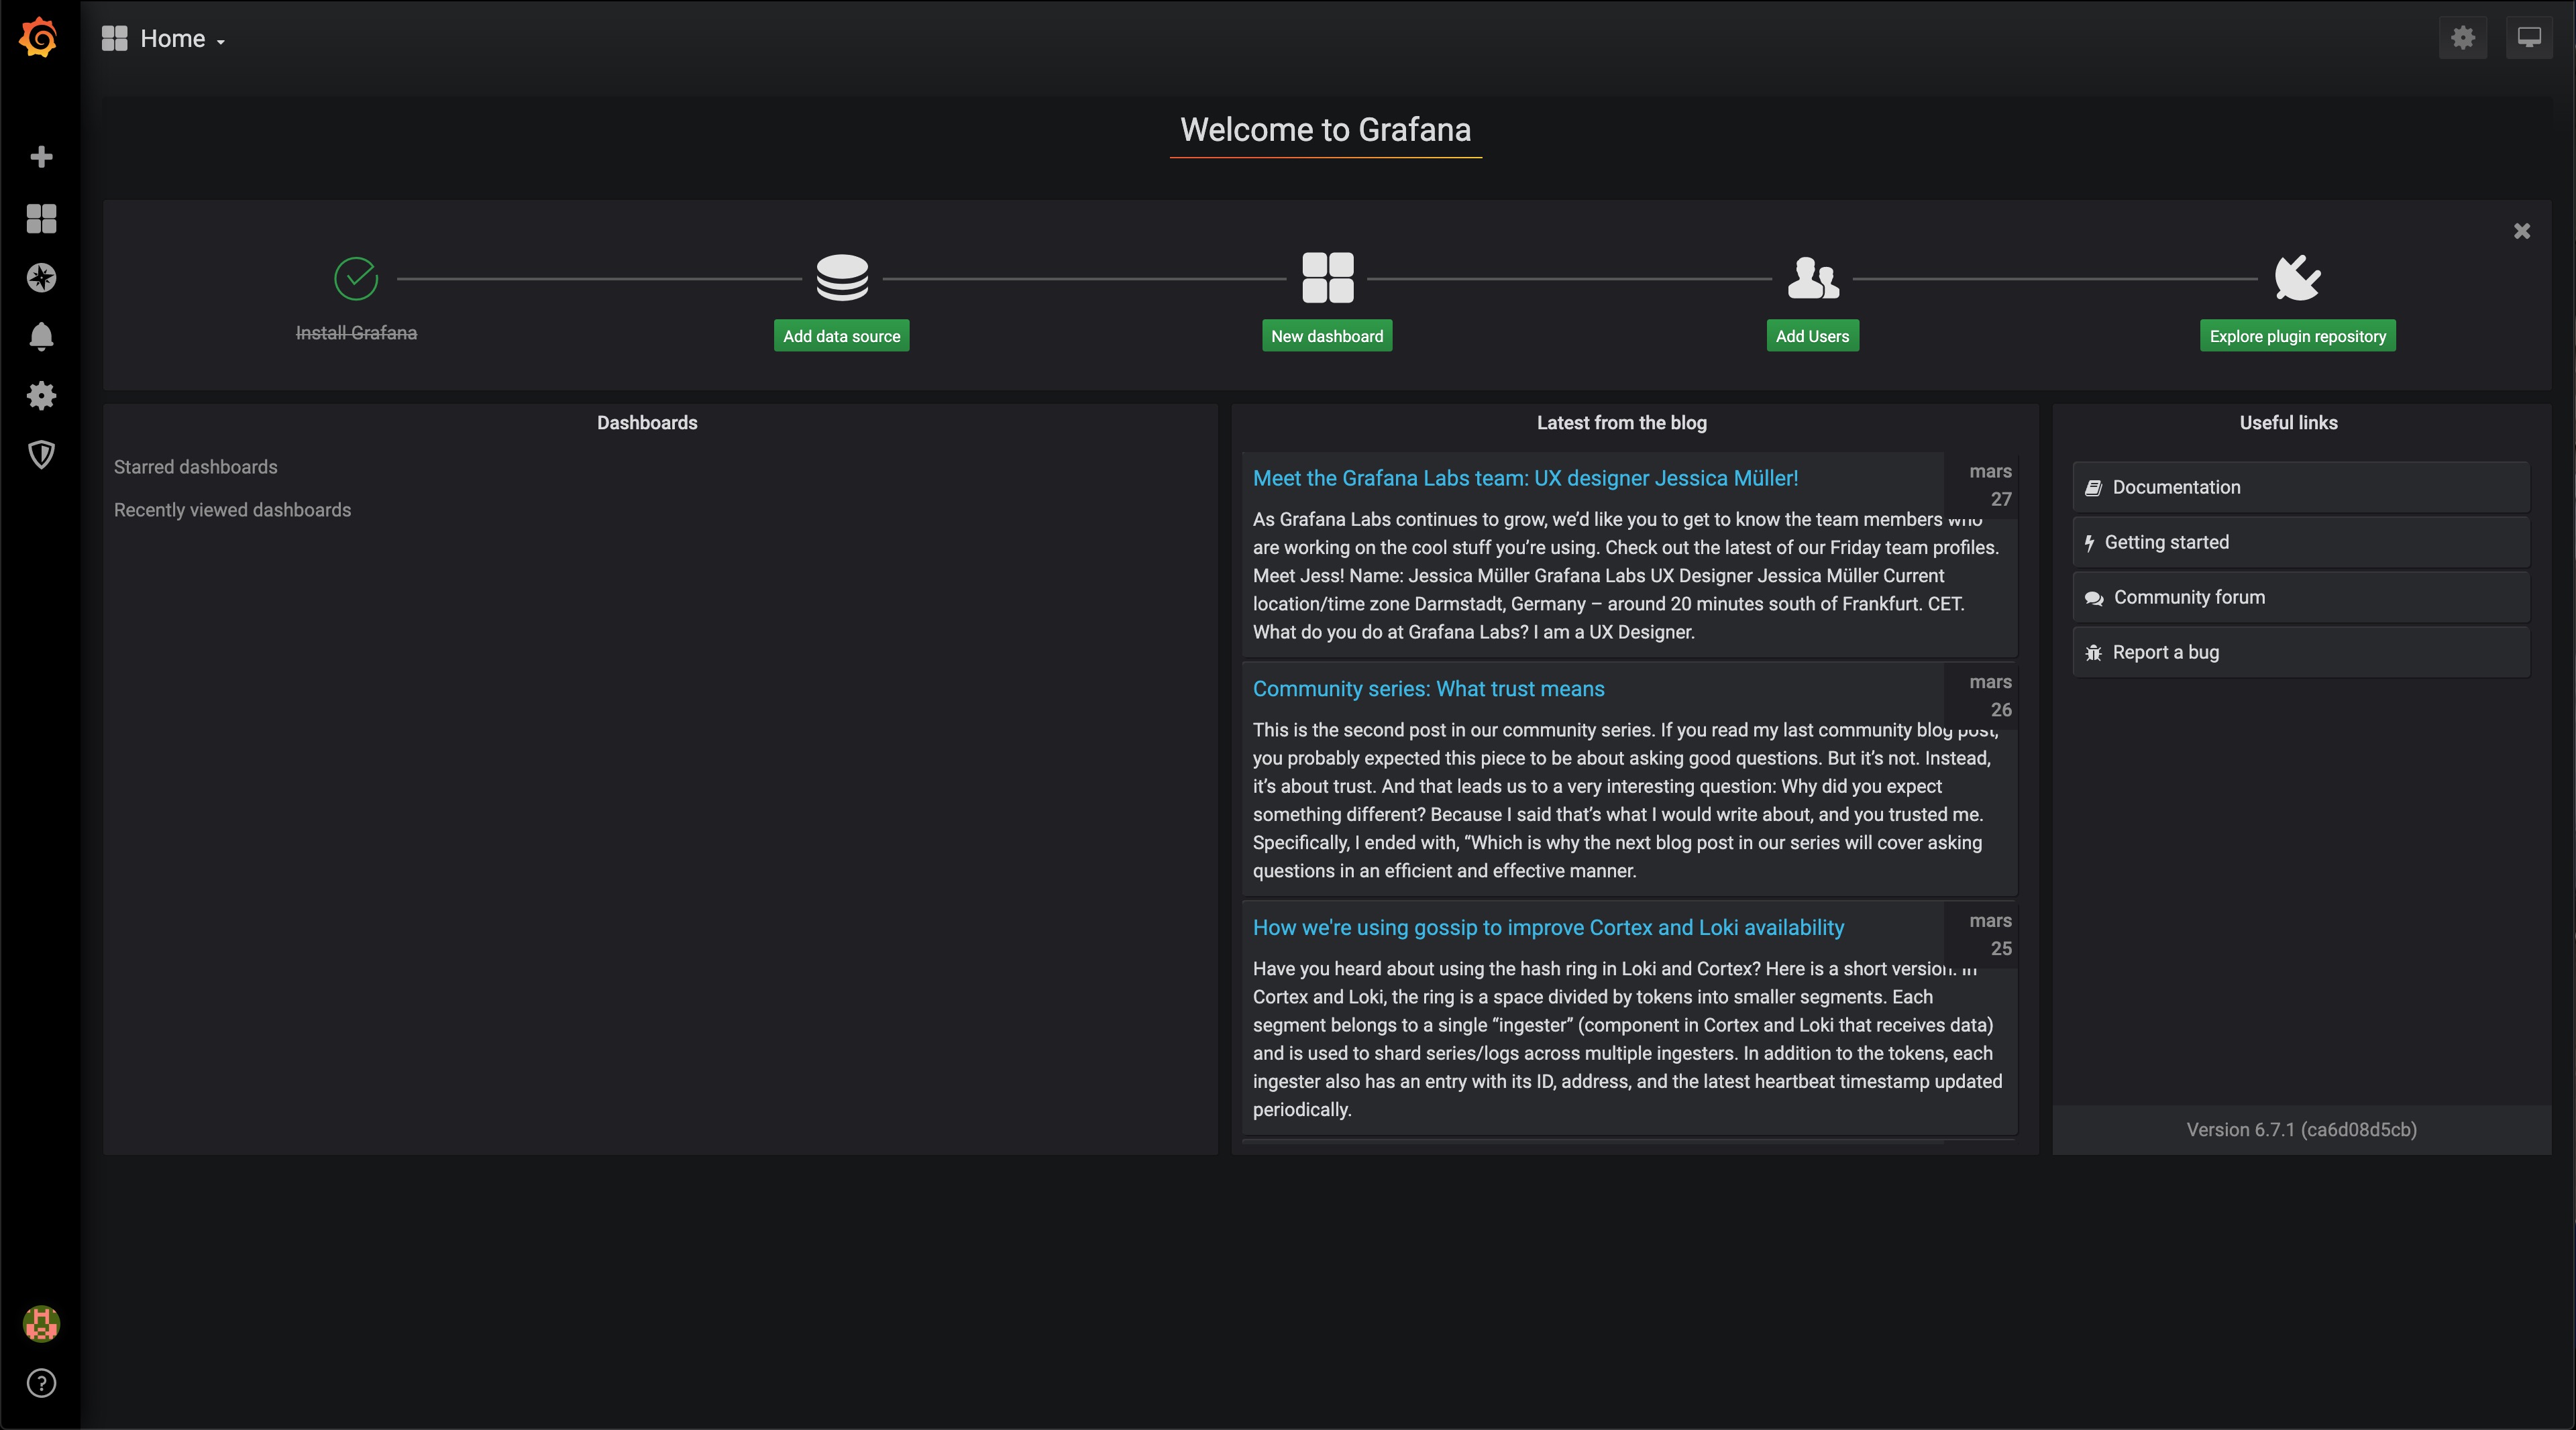 Home
Welcome to Grafana
Install Grafana
Add data source
New dashboard
Add Users
Explore plugin repository
Dashboards
Starred dashboards
Recently viewed dashboards
Latest from the blog
Meet the Grafana Labs team: UX designer Jessica Müller!
mars
27
As Grafana Labs continues to grow, we’d like you to get to know the team members who
are working on the cool stuff you’re using. Check out the latest of our Friday team profiles.
Meet Jess! Name: Jessica Müller Grafana Labs UX Designer Jessica Müller Current
location/time zone Darmstadt, Germany – around 20 minutes south of Frankfurt. CET.
What do you do at Grafana Labs? I am a UX Designer.
Community series: What trust means
mars
26
This is the second post in our community series. If you read my last community blog post,
you probably expected this piece to be about asking good questions. But it’s not. Instead,
it’s about trust. And that leads us to a very interesting question: Why did you expect
something different? Because I said that’s what I would write about, and you trusted me.
Specifically, I ended with, “Which is why the next blog post in our series will cover asking
questions in an efficient and effective manner.
How we're using gossip to improve Cortex and Loki availability
mars
25
Have you heard about using the hash ring in Loki and Cortex? Here is a short version. In
Cortex and Loki, the ring is a space divided by tokens into smaller segments. Each
segment belongs to a single “ingester” (component in Cortex and Loki that receives data)
and is used to shard series/logs across multiple ingesters. In addition to the tokens, each
ingester also has an entry with its ID, address, and the latest heartbeat timestamp updated
periodically.
Useful links
Documentation
Getting started
Community forum
Report a bug
Version 6.7.1 (ca6d08d5cb)